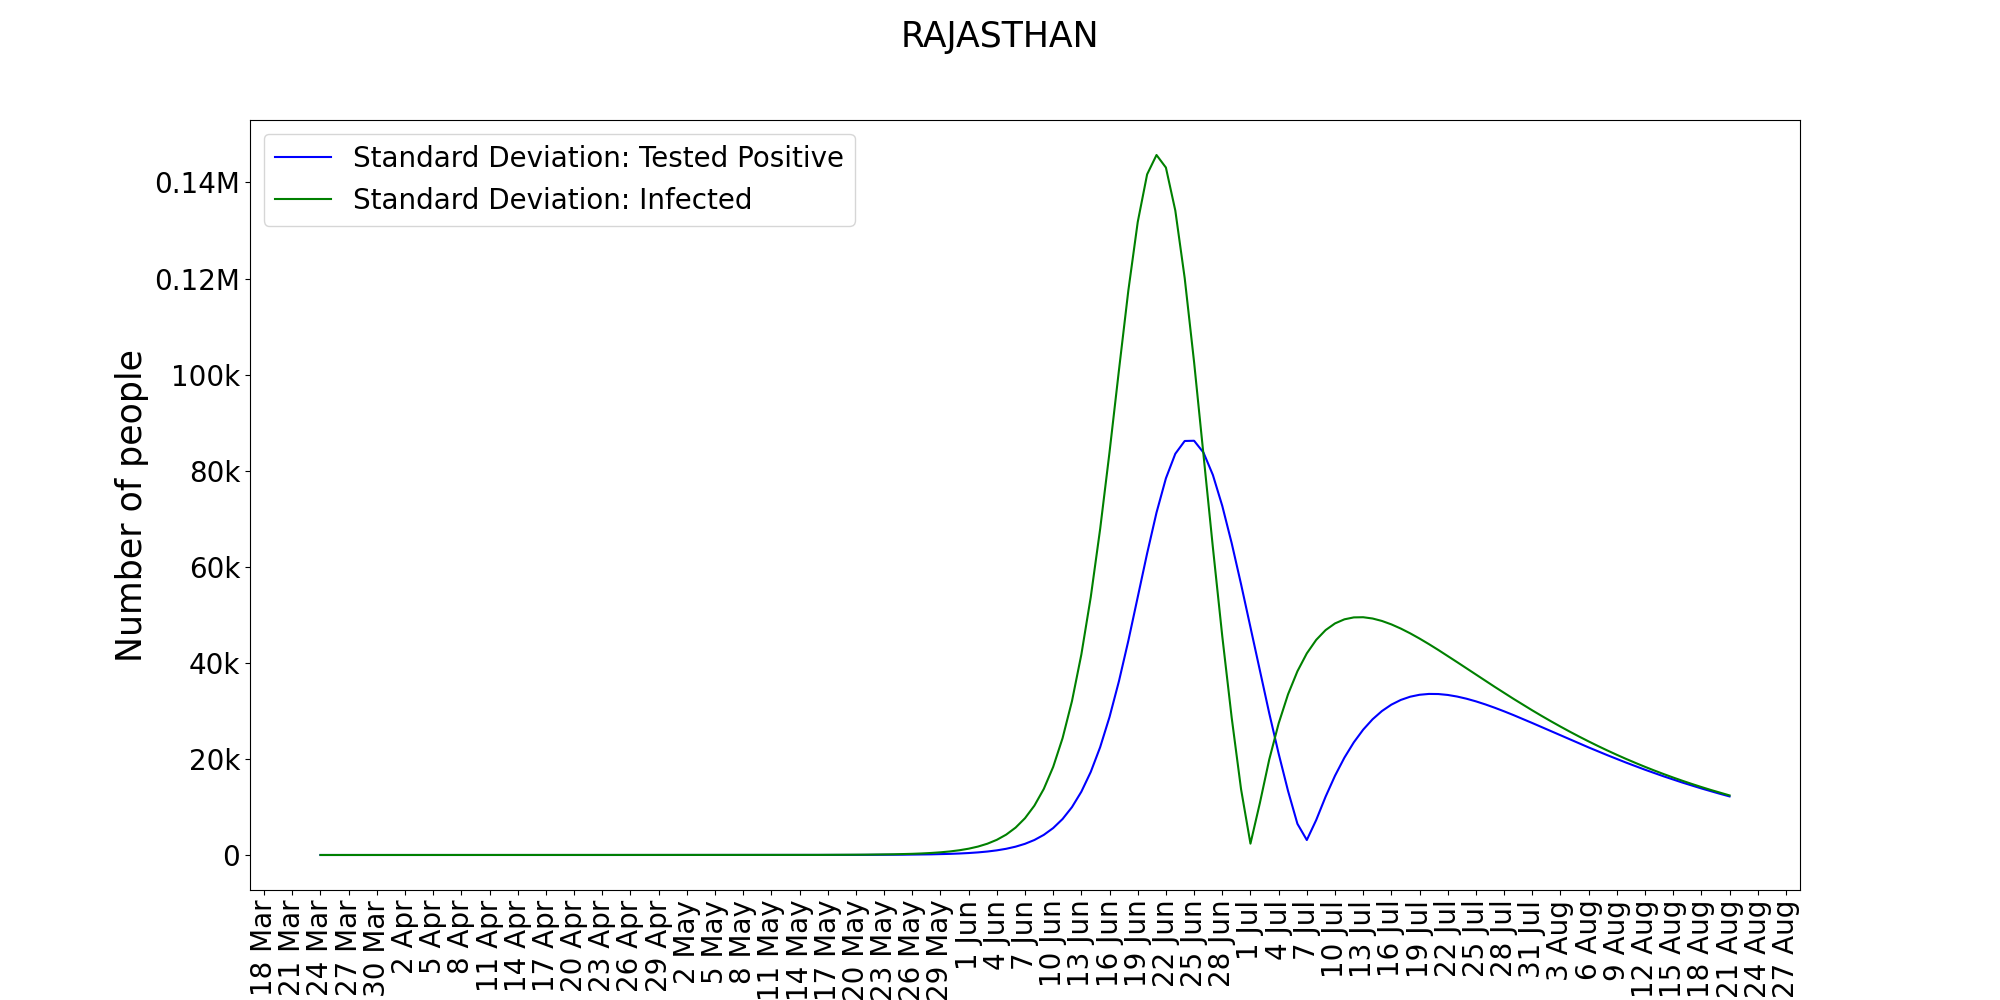 RAJASTHAN
Standard Deviation: Tested Positive
Standard Deviation: Infected
Number of people
0.14M
0.12M
100k
80k
60k
40k
20k
0
18 Mar
21 Mar
24 Mar
27 Mar
30 Mar
2 Apr
5 Apr
8 Apr
11 Apr
14 Apr
17 Apr
20 Apr
23 Apr
26 Apr
29 Apr
2 May
5 May
8 May
11 May
14 May
17 May
20 May
23 May
26 May
29 May
1 Jun
4 Jun
7 Jun
10 Jun
13 Jun
16 Jun
19 Jun
22 Jun
25 Jun
28 Jun
1 Jul
4 Jul
7 Jul
10 Jul
13 Jul
16 Jul
19 Jul
22 Jul
25 Jul
28 Jul
31 Jul
3 Aug
6 Aug
9 Aug
12 Aug
15 Aug
18 Aug
21 Aug
24 Aug
27 Aug